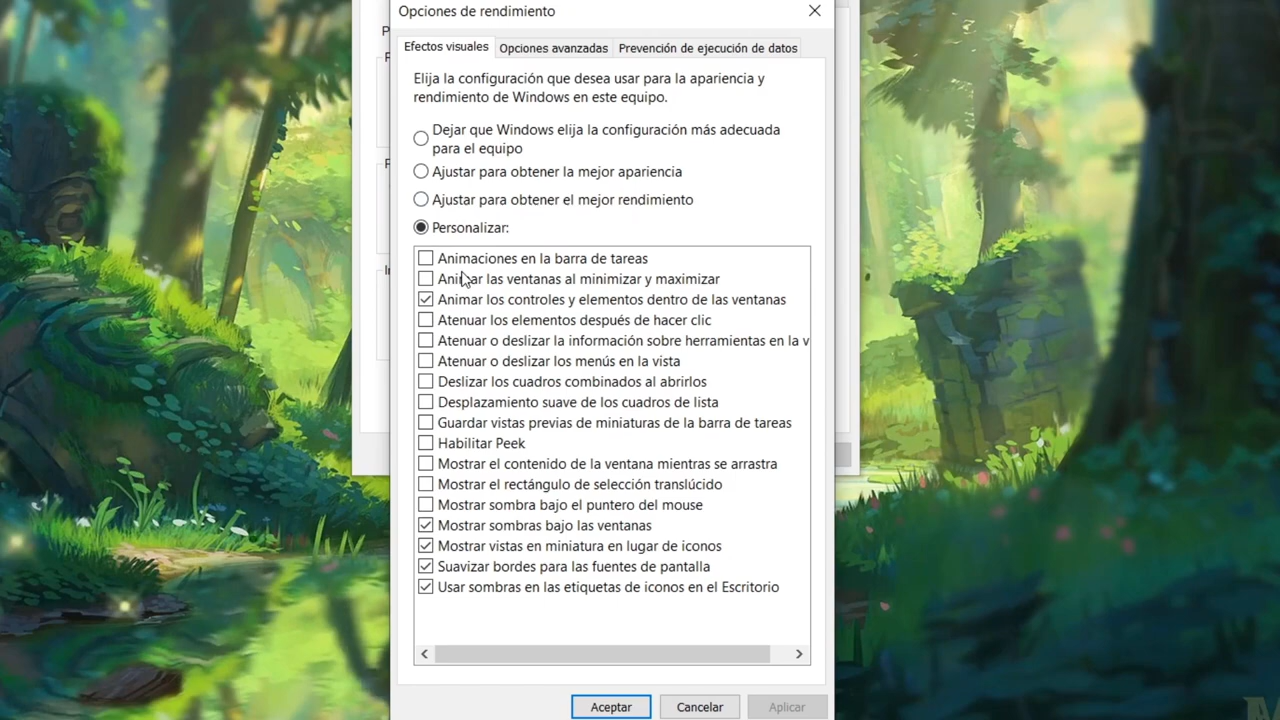 Opciones de rendimiento
Efectos visuales
Opciones avanzadas
Prevención de ejecución de datos
Elija la configuración que desea usar para la apariencia y
rendimiento de Windows en este equipo.
Dejar que Windows elija la configuración más adecuada
para el equipo
Ajustar para obtener la mejor apariencia
Ajustar para obtener el mejor rendimiento
Personalizar:
Animaciones en la barra de tareas
Animar las ventanas al minimizar y maximizar
Animar los controles y elementos dentro de las ventanas
Atenuar los elementos después de hacer clic
Atenuar o deslizar la información sobre herramientas en la v
Atenuar o deslizar los menús en la vista
Deslizar los cuadros combinados al abrirlos
Desplazamiento suave de los cuadros de lista
Guardar vistas previas de miniaturas de la barra de tareas
Habilitar Peek
Mostrar el contenido de la ventana mientras se arrastra
Mostrar el rectángulo de selección translúcido
Mostrar sombra bajo el puntero del mouse
Mostrar sombras bajo las ventanas
Mostrar vistas en miniatura en lugar de iconos
Suavizar bordes para las fuentes de pantalla
Usar sombras en las etiquetas de iconos en el Escritorio
Aceptar
Cancelar
Aplicar